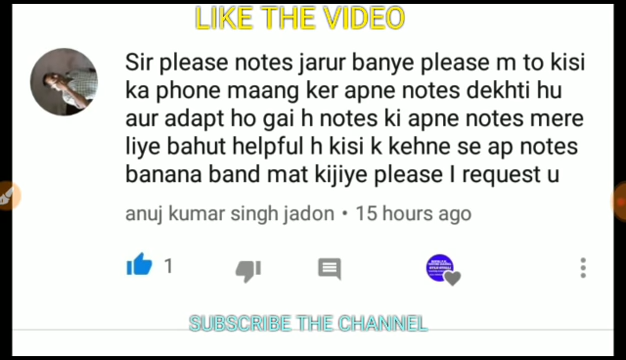 LIKE THE VIDEO
Sir please notes jarur banye please m to kisi
ka phone maang ker apne notes dekhti hu
aur adapt ho gai h notes ki apne notes mere
liye bahut helpful h kisi k kehne se ap notes
banana band mat kijiye please I request u
anuj kumar singh jadon • 15 hours ago
1
SUBSCRIBE THE CHANNEL